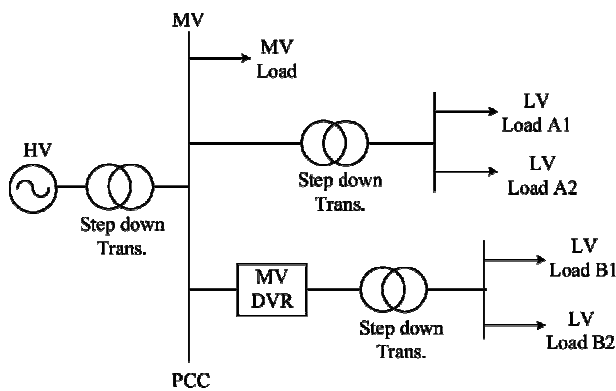 MV
MV
Load
HV
LV
Load A1
LV
Load A2
Step down
Trans.
Step down
Trans.
MV
DVR
LV
Load B1
LV
Load B2
Step down
Trans.
PCC